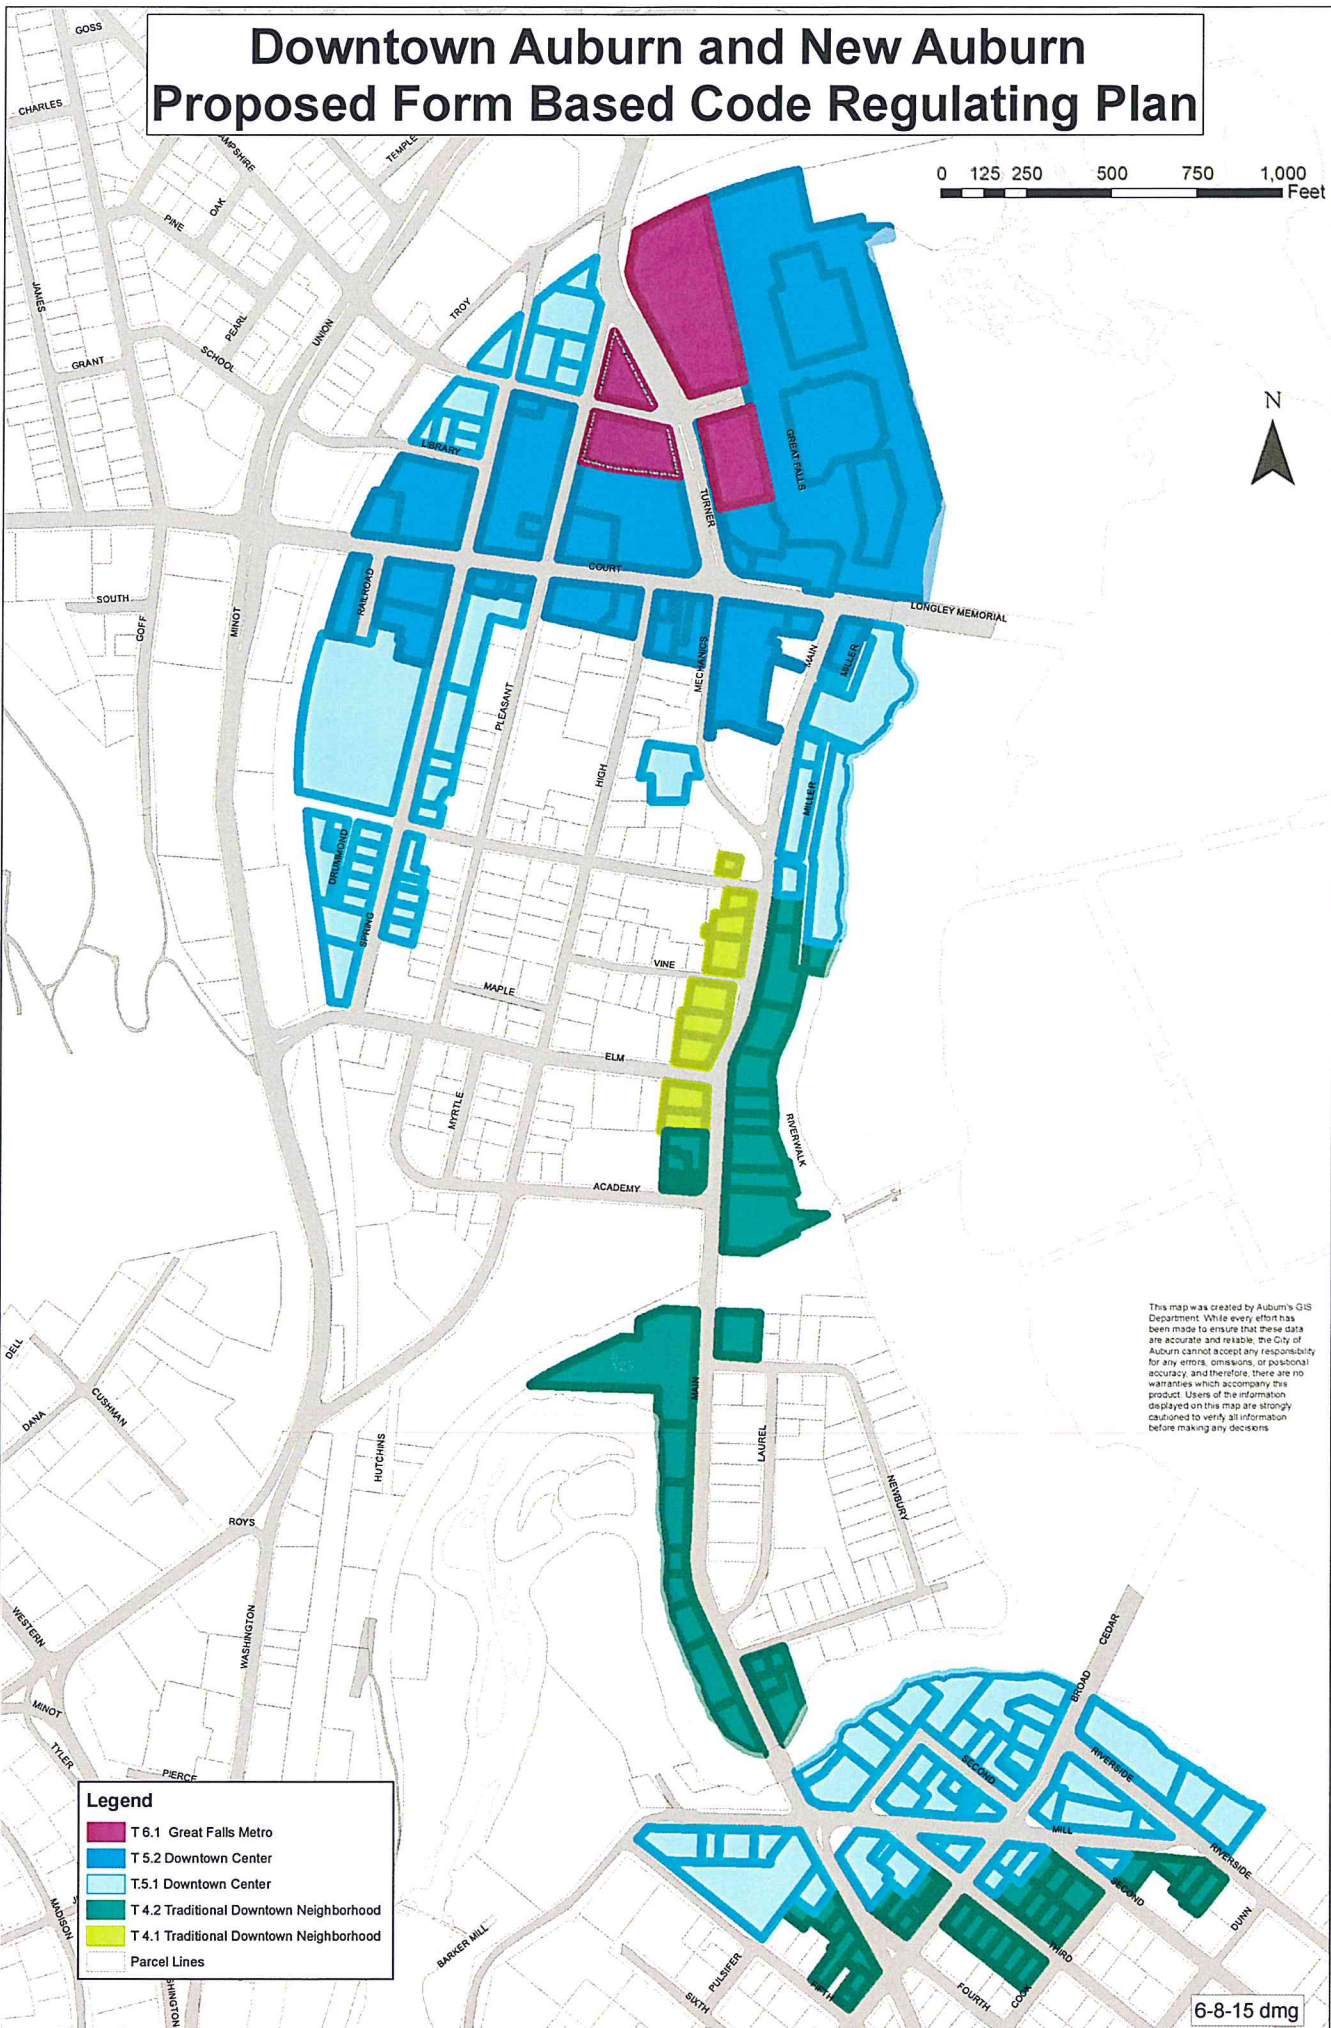 Downtown Auburn and New Auburn
Proposed Form Based Code Regulating Plan
0 125 250 500 750 1,000
Feet
N
GOSS
CHARLES
TEMPLE
OAK
PINE
JAMES
TROY
PEARL
UNION
SCHOOL
GRANT
LIBRARY
GREAT FALLS
TURNER
COURT
RAILROAD
SOUTH
GOFF
MINOT
LONGLEY MEMORIAL
MECHANICS
MAIN
MILLER
PLEASANT
HIGH
MILLER
DRUMMOND
SPRING
VINE
MAPLE
ELM
MYRTLE
RIVERWALK
ACADEMY
DELL
DANA
CUSHMAN
MAIN
LAUREL
HUTCHINS
NEWBURY
ROYS
WESTERN
WASHINGTON
MINOT
TYLER
PIERCE
MADISON
SHINGTON
BROAD
CEDAR
SECOND
RIVERSIDE
MILL
RIVERSIDE
SECOND
DUNN
THIRD
COOK
FOURTH
FIFTH
PULSIFER
SIXTH
BARKER MILL
This map was created by Auburn's GIS
Department. While every effort has
been made to ensure that these data
are accurate and reliable, the City of
Auburn cannot accept any responsibility
for any errors, omissions, or positional
accuracy, and therefore, there are no
warranties which accompany this
product. Users of the information
displayed on this map are strongly
cautioned to verify all information
before making any decisions
Legend
T 6.1 Great Falls Metro
T 5.2 Downtown Center
T.5.1 Downtown Center
T 4.2 Traditional Downtown Neighborhood
T 4.1 Traditional Downtown Neighborhood
Parcel Lines
6-8-15 dmg